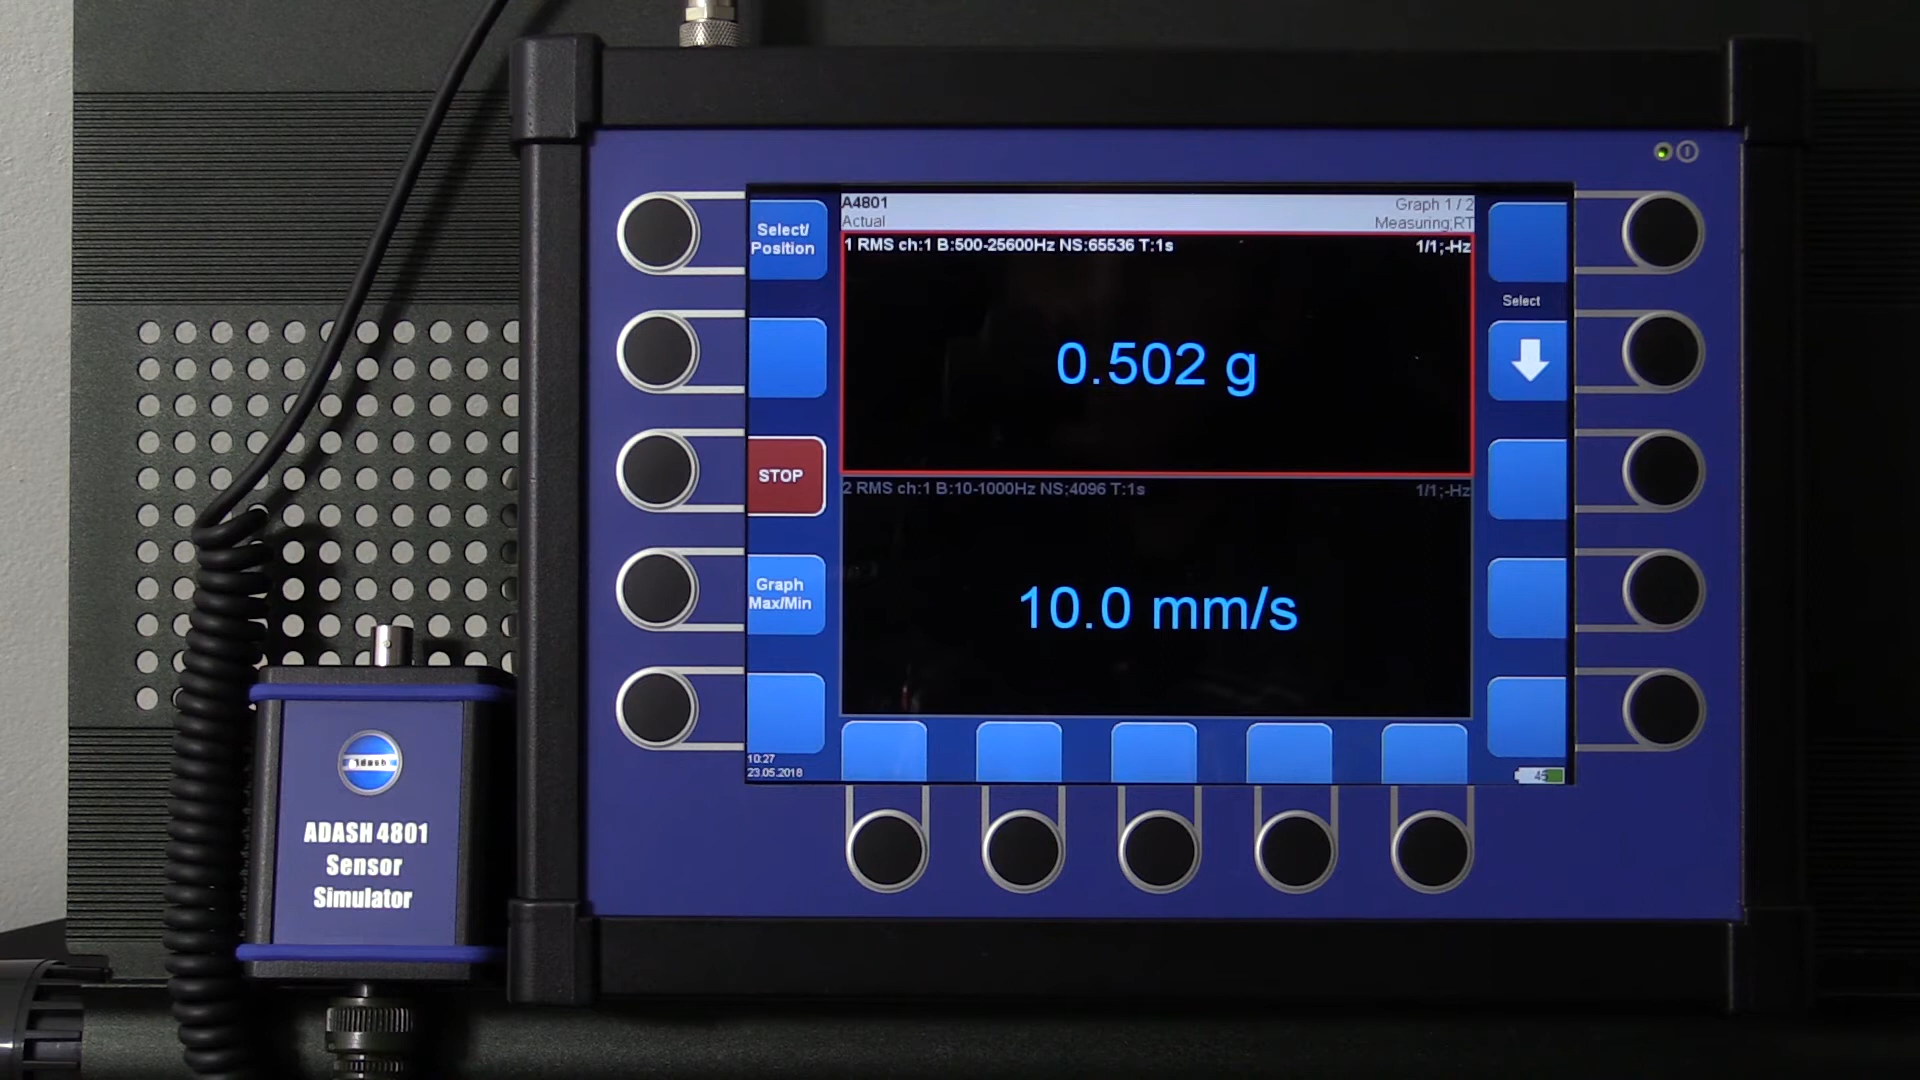 A4801
Graph 1 / 2
Actual
Measuring;RT
Select/
Position
1 RMS ch:1 B:500-25600Hz NS:65536 T:1s
1/1;-Hz
0.502 g
Select
STOP
2 RMS ch:1 B:10-1000Hz NS:4096 T:1s
1/1;-Hz
10.0 mm/s
Graph
Max/Min
10:27
23.05.2018
45
Adash
ADASH 4801
Sensor
Simulator